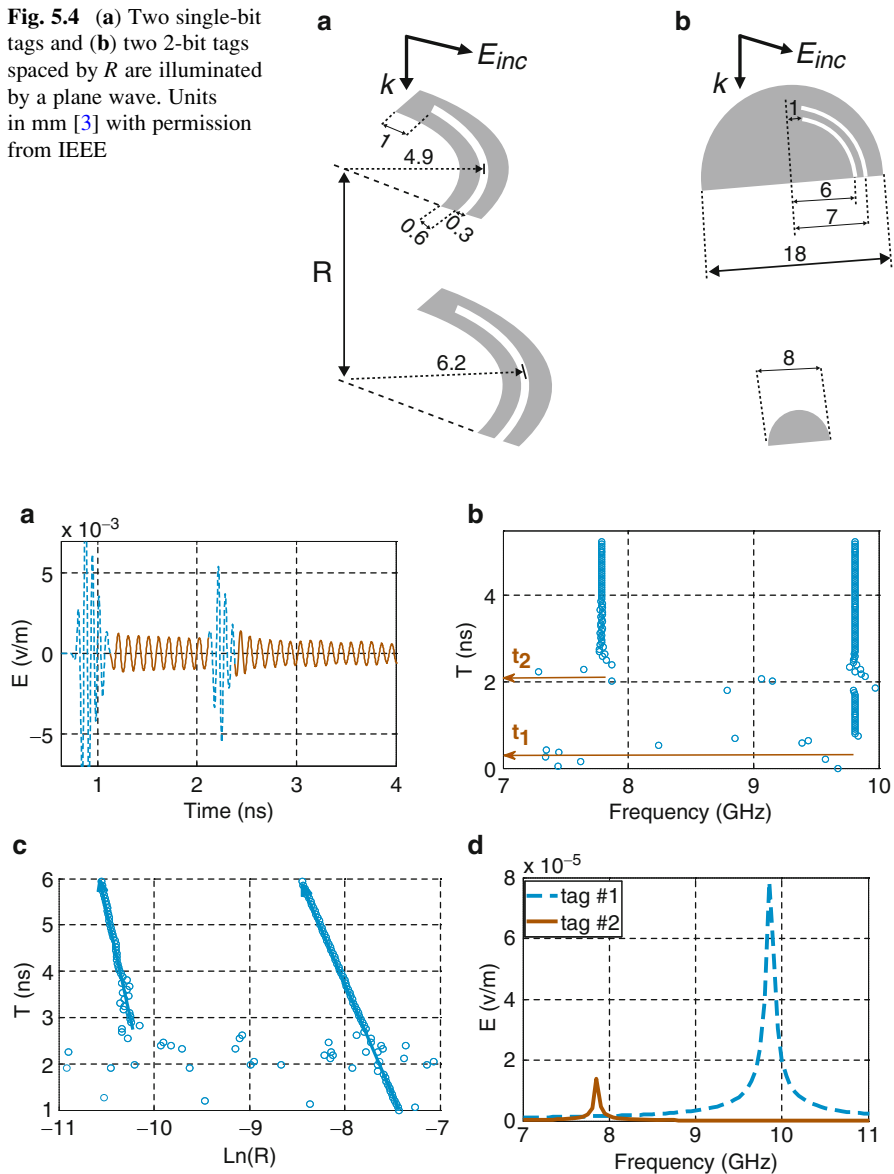 Fig. 5.4 (a) Two single-bit
tags and (b) two 2-bit tags
spaced by R are illuminated
by a plane wave. Units
in mm [3] with permission
from IEEE
a
E inc
k
1
4.9
0.6
0.3
R
6.2
b
E inc
k
1
6
7
18
8
a
x 10⁻³
5
0
−5
E (v/m)
1 2 3 4
Time (ns)
b
4
2
0
T (ns)
t₂
t₁
7 8 9 10
Frequency (GHz)
c
6
5
4
3
2
1
T (ns)
−11 −10 −9 −8 −7
Ln(R)
d
x 10⁻⁵
8
6
4
2
0
E (v/m)
tag #1
tag #2
7 8 9 10 11
Frequency (GHz)